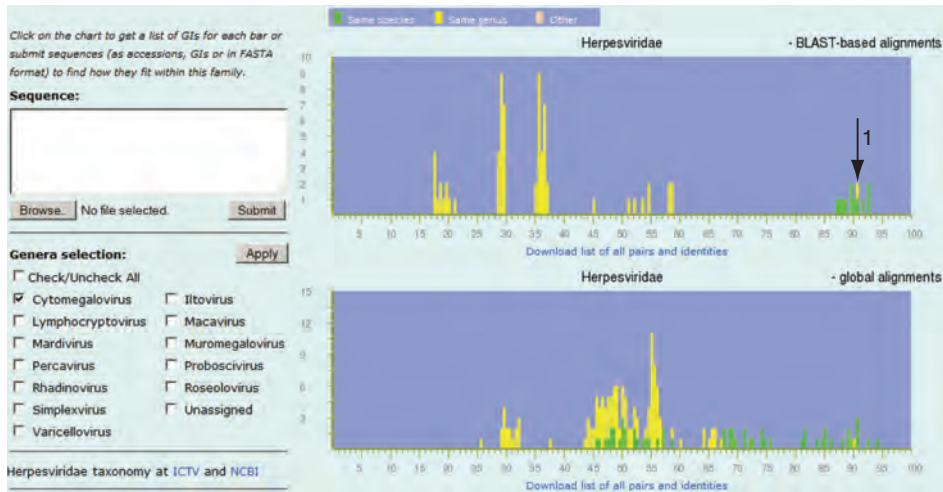 Click on the chart to get a list of GIs for each bar or
submit sequences (as accessions, GIs or in FASTA
format) to find how they fit within this family.
Sequence:
Browse. No file selected. Submit
Genera selection: Apply
Check/Uncheck All
Cytomegalovirus Iltovirus
Lymphocryptovirus Macavirus
Mardivirus Muromegalovirus
Percavirus Proboscivirus
Rhadinovirus Roseolovirus
Simplexvirus Unassigned
Varicellovirus
Herpesviridae taxonomy at ICTV and NCBI
Same species Same genus Other
Herpesviridae - BLAST-based alignments
10
9
8
7
6
5
4
3
2
1
1
5 10 15 20 25 30 35 40 45 50 55 60 65 70 75 80 85 90 95 100
Download list of all pairs and identities
Herpesviridae - global alignments
15
12
9
6
3
5 10 15 20 25 30 35 40 45 50 55 60 65 70 75 80 85 90 95 100
Download list of all pairs and identities